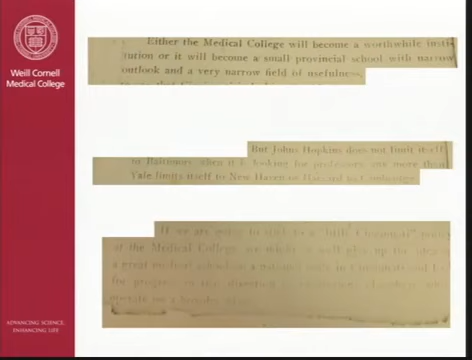 Weill Cornell
Medical College
Either the Medical College will become a worthwhile insti-
tution or it will become a small provincial school with narrow
outlook and a very narrow field of usefulness.
But Johns Hopkins does not limit itself
to Baltimore when it is looking for professors, any more than
Yale limits itself to New Haven or Harvard to
If we are going to stick to a "little Cincinnati" policy
of the Medical College, we might as well give up the idea of
a great medical school on a national scale in Cincinnati and
for progress in this direction
operate on a broader
ADVANCING SCIENCE.
ENHANCING LIFE